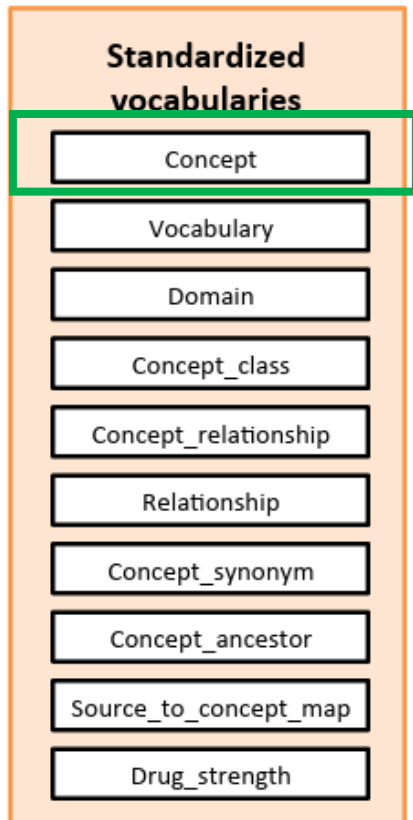 Standardized
vocabularies
Concept
Vocabulary
Domain
Concept_class
Concept_relationship
Relationship
Concept_synonym
Concept_ancestor
Source_to_concept_map
Drug_strength